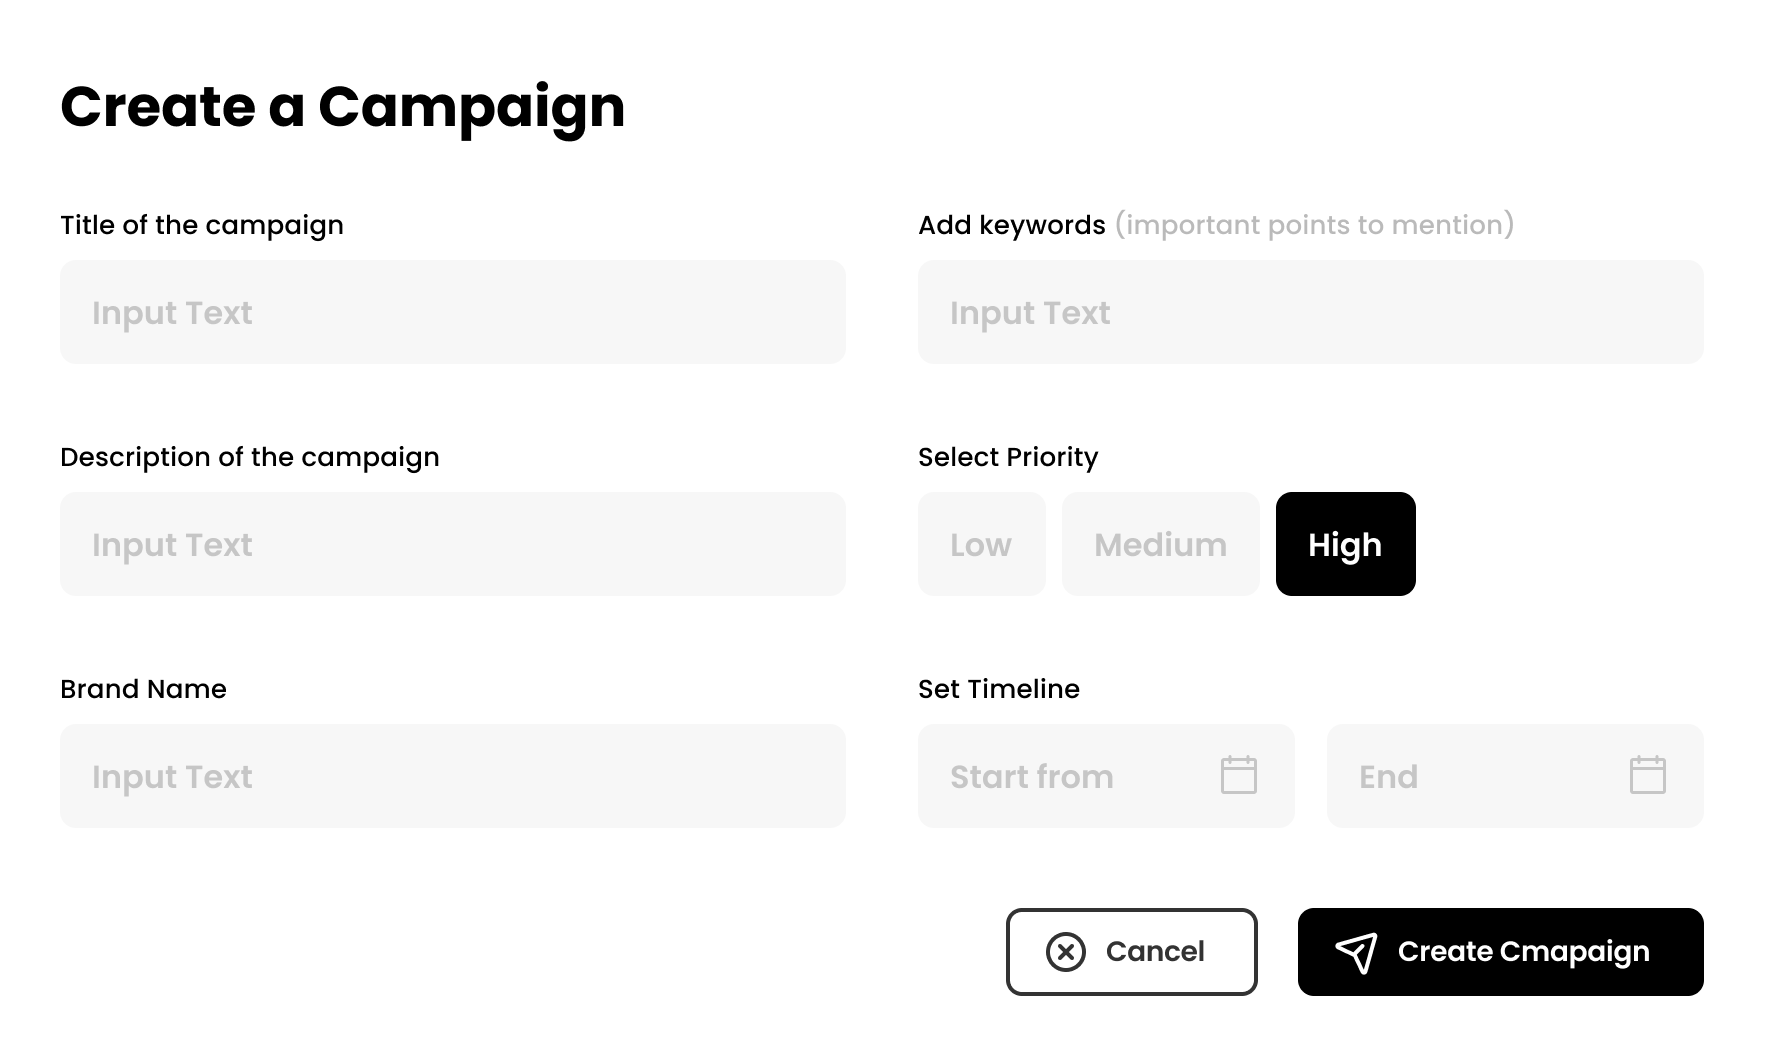 Create a Campaign
Title of the campaign
Input Text
Add keywords (important points to mention)
Input Text
Description of the campaign
Input Text
Select Priority
Low Medium High
Brand Name
Input Text
Set Timeline
Start from End
Cancel Create Cmapaign